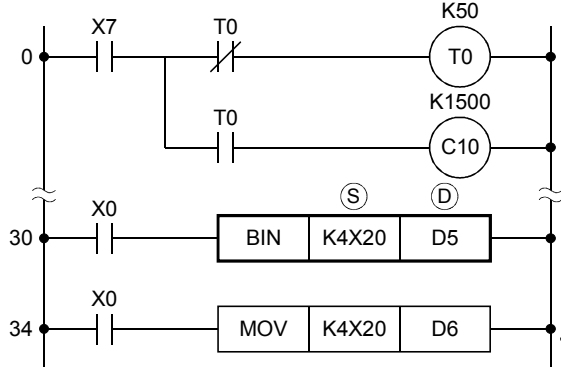 K50
X7 T0
0 T0
K1500
T0
C10
S D
X0
30 BIN K4X20 D5
X0
34 MOV K4X20 D6